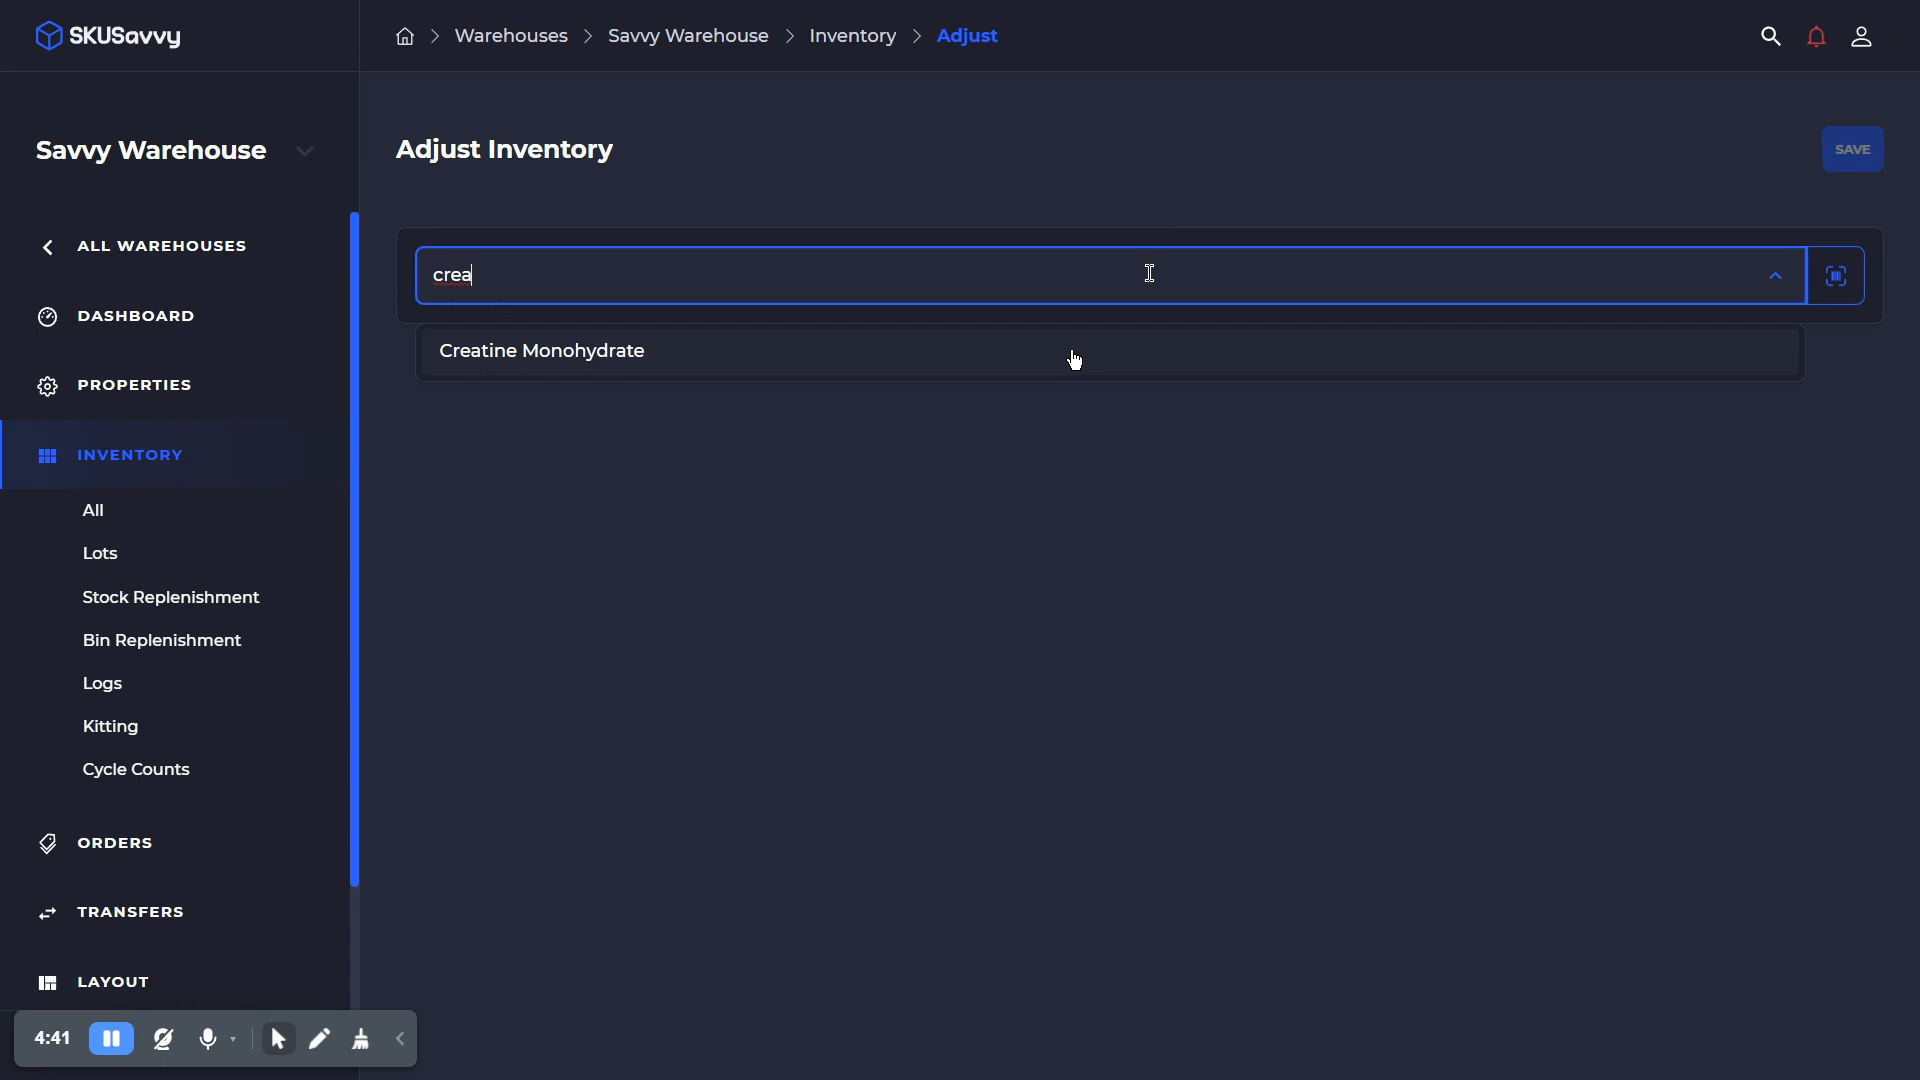 SKUSavvy
Warehouses Savvy Warehouse Inventory Adjust
Savvy Warehouse
Adjust Inventory
SAVE
ALL WAREHOUSES
crea
DASHBOARD
Creatine Monohydrate
PROPERTIES
INVENTORY
All
Lots
Stock Replenishment
Bin Replenishment
Logs
Kitting
Cycle Counts
ORDERS
TRANSFERS
LAYOUT
4:41